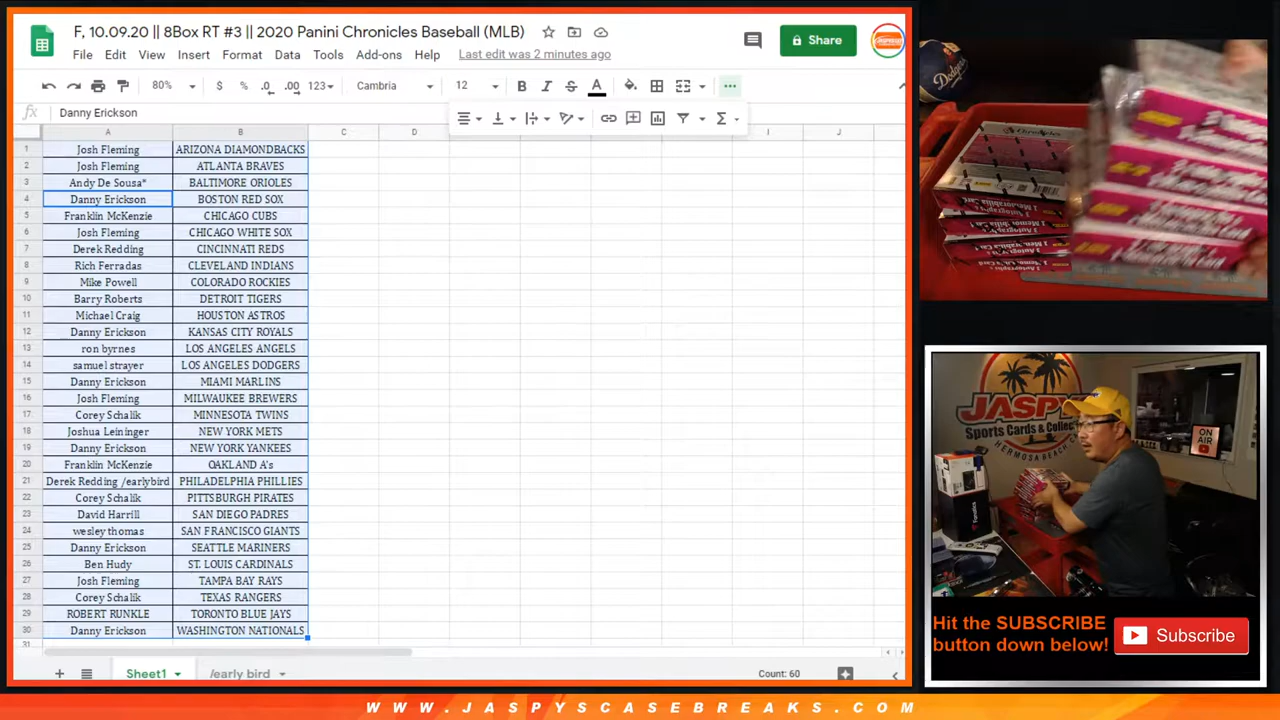 F, 10.09.20 || 8Box RT #3 || 2020 Panini Chronicles Baseball (MLB)
File Edit View Insert Format Data Tools Add-ons Help Last edit was 2 minutes ago
Share
80% $ % .0 .00 123 Cambria 12 B I S A
fx Danny Erickson
A B C D E F G H I J
1 Josh Fleming ARIZONA DIAMONDBACKS
2 Josh Fleming ATLANTA BRAVES
3 Andy De Sousa* BALTIMORE ORIOLES
4 Danny Erickson BOSTON RED SOX
5 Franklin McKenzie CHICAGO CUBS
6 Josh Fleming CHICAGO WHITE SOX
7 Derek Redding CINCINNATI REDS
8 Rich Ferradas CLEVELAND INDIANS
9 Mike Powell COLORADO ROCKIES
10 Barry Roberts DETROIT TIGERS
11 Michael Craig HOUSTON ASTROS
12 Danny Erickson KANSAS CITY ROYALS
13 ron byrnes LOS ANGELES ANGELS
14 samuel strayer LOS ANGELES DODGERS
15 Danny Erickson MIAMI MARLINS
16 Josh Fleming MILWAUKEE BREWERS
17 Corey Schalik MINNESOTA TWINS
18 Joshua Leininger NEW YORK METS
19 Danny Erickson NEW YORK YANKEES
20 Franklin McKenzie OAKLAND A's
21 Derek Redding /earlybird PHILADELPHIA PHILLIES
22 Corey Schalik PITTSBURGH PIRATES
23 David Harrill SAN DIEGO PADRES
24 wesley thomas SAN FRANCISCO GIANTS
25 Danny Erickson SEATTLE MARINERS
26 Ben Hudy ST. LOUIS CARDINALS
27 Josh Fleming TAMPA BAY RAYS
28 Corey Schalik TEXAS RANGERS
29 ROBERT RUNKLE TORONTO BLUE JAYS
30 Danny Erickson WASHINGTON NATIONALS
31
Sheet1 /early bird Count: 60
Dodgers
Chronicles
JASPY'S
Sports Cards & Collec
HERMOSA BEACH CA
ON AIR
Fanatics
Hit the SUBSCRIBE
button down below!
Subscribe
WWW.JASPYSCASEBREAKS.COM